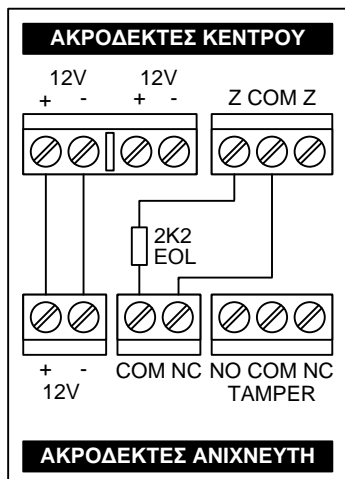 ΑΚΡΟΔΕΚΤΕΣ ΚΕΝΤΡΟΥ
12V 12V
+ - + - Z COM Z
2K2
EOL
+ - COM NC NO COM NC
12V TAMPER
ΑΚΡΟΔΕΚΤΕΣ ΑΝΙΧΝΕΥΤΗ